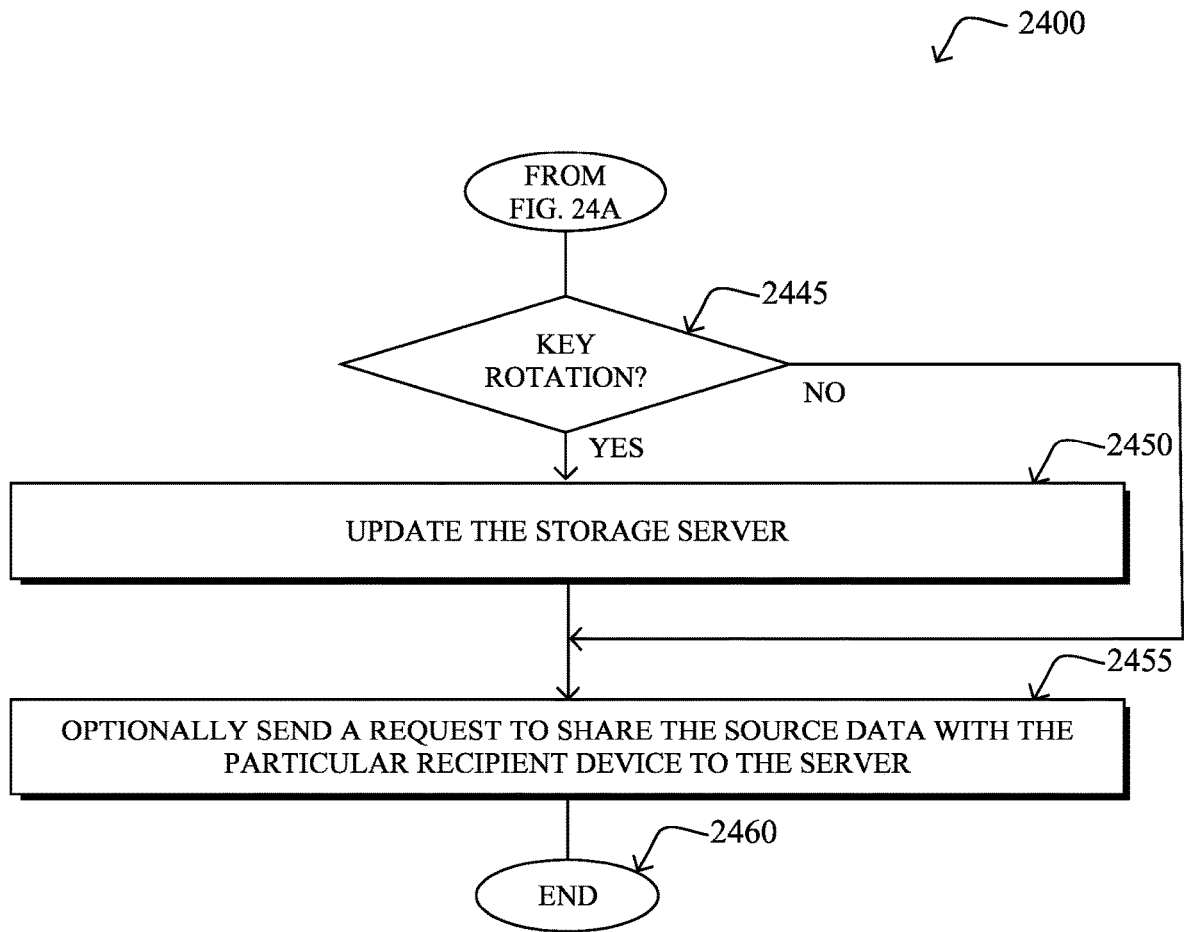 2400
FROM
FIG. 24A
2445
KEY
ROTATION?
NO
YES
2450
UPDATE THE STORAGE SERVER
2455
OPTIONALLY SEND A REQUEST TO SHARE THE SOURCE DATA WITH THE
PARTICULAR RECIPIENT DEVICE TO THE SERVER
2460
END